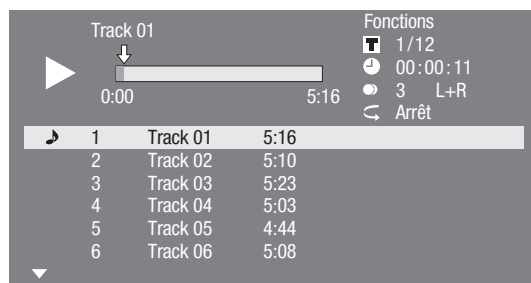 Track 01
0:00 5:16
Fonctions
T 1/12
00:00:11
3 L+R
Arrêt
1 Track 01 5:16
2 Track 02 5:10
3 Track 03 5:23
4 Track 04 5:03
5 Track 05 4:44
6 Track 06 5:08